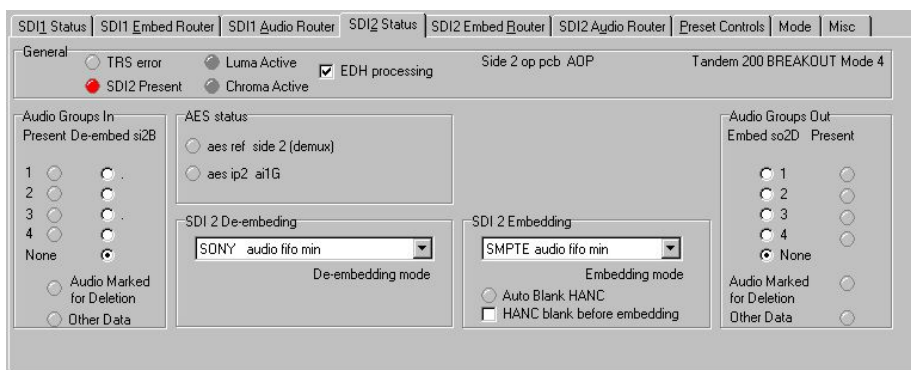 SDI1 Status SDI1 Embed Router SDI1 Audio Router SDI2 Status SDI2 Embed Router SDI2 Audio Router Preset Controls Mode Misc
General
TRS error Luma Active EDH processing Side 2 op pcb AOP Tandem 200 BREAKOUT Mode 4
SDI2 Present Chroma Active
Audio Groups In
Present De-embed si2B
1 .
2
3 .
4
None
Audio Marked
for Deletion
Other Data
AES status
aes ref side 2 (demux)
aes ip2 ai1G
SDI 2 De-embeding
SONY audio fifo min
De-embedding mode
SDI 2 Embedding
SMPTE audio fifo min
Embedding mode
Auto Blank HANC
HANC blank before embedding
Audio Groups Out
Embed so2D Present
1
2
3
4
None
Audio Marked
for Deletion
Other Data